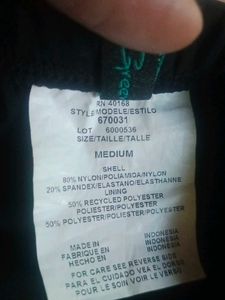 Green
RN 40168
STYLE/MODELE/ESTILO
670031
LOT 6000536
SIZE/TAILLE/TALLE
MEDIUM
SHELL
80% NYLON/POLIAMIDA/NYLON
20% SPANDEX/ELASTANO/ELASTHANNE
LINING
50% RECYCLED POLYESTER
POLIESTER/POLYESTER
50% POLYESTER/POLIESTER/POLYESTER
MADE IN INDONESIA
FABRIQUE EN INDONESIE
HECHO EN INDONESIA
FOR CARE SEE REVERSE SIDE
PARA EL CUIDADO VEA EL DORSO
POUR LE SOIN VOIR LE VERSO